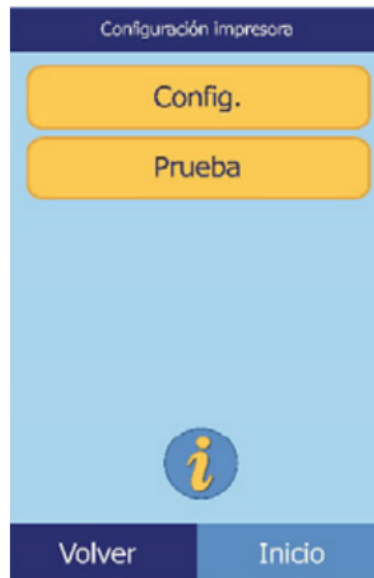 Configuración impresora
Config.
Prueba
i
Volver
Inicio